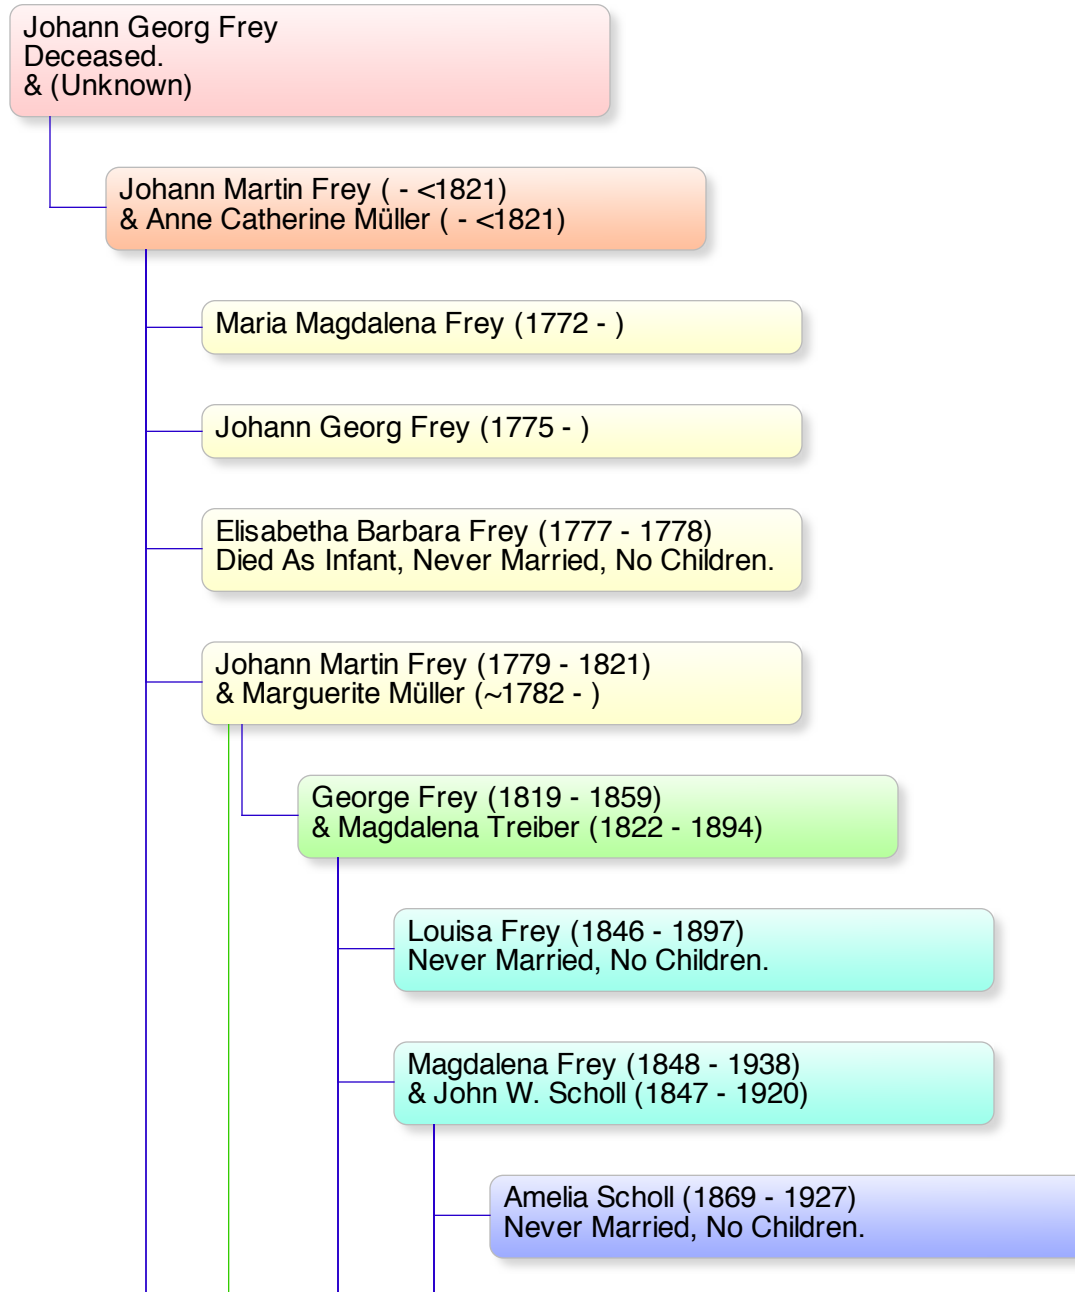 Johann Georg Frey
Deceased.
& (Unknown)
Johann Martin Frey ( - <1821)
& Anne Catherine Müller ( - <1821)
Maria Magdalena Frey (1772 - )
Johann Georg Frey (1775 - )
Elisabetha Barbara Frey (1777 - 1778)
Died As Infant, Never Married, No Children.
Johann Martin Frey (1779 - 1821)
& Marguerite Müller (~1782 - )
George Frey (1819 - 1859)
& Magdalena Treiber (1822 - 1894)
Louisa Frey (1846 - 1897)
Never Married, No Children.
Magdalena Frey (1848 - 1938)
& John W. Scholl (1847 - 1920)
Amelia Scholl (1869 - 1927)
Never Married, No Children.